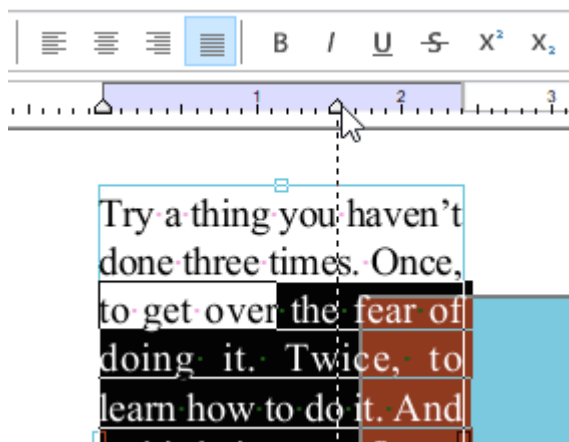 B I U S X² X₂
1 2 3
Try a thing you haven’t
done three times. Once,
to get over the fear of
doing it. Twice, to
learn how to do it. And